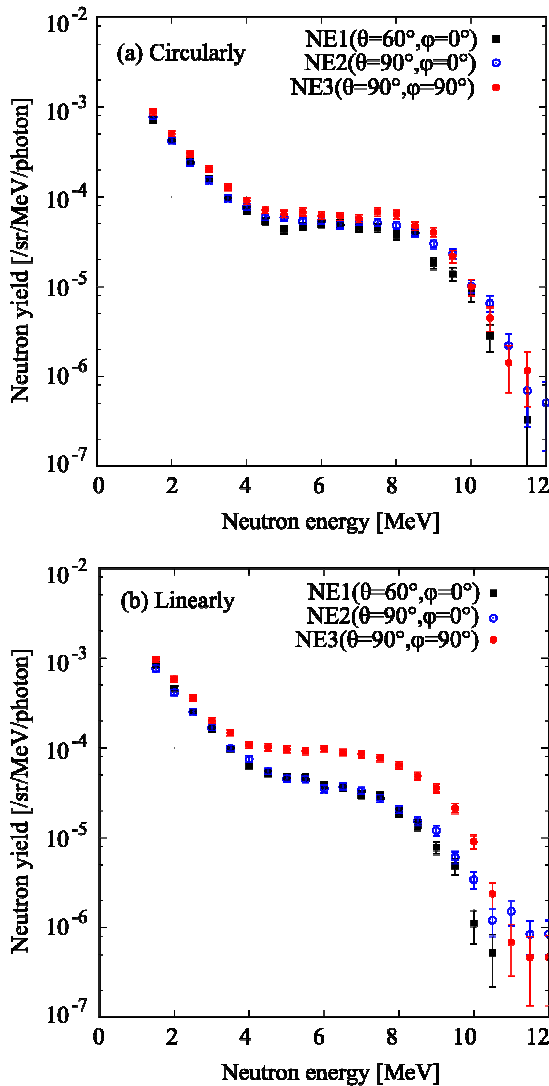 (a) Circularly
NE1(θ=60°,φ=0°)
NE2(θ=90°,φ=0°)
NE3(θ=90°,φ=90°)
Neutron yield [/sr/MeV/photon]
10^-2
10^-3
10^-4
10^-5
10^-6
10^-7
0 2 4 6 8 10 12
Neutron energy [MeV]
(b) Linearly
NE1(θ=60°,φ=0°)
NE2(θ=90°,φ=0°)
NE3(θ=90°,φ=90°)
Neutron yield [/sr/MeV/photon]
10^-2
10^-3
10^-4
10^-5
10^-6
10^-7
0 2 4 6 8 10 12
Neutron energy [MeV]